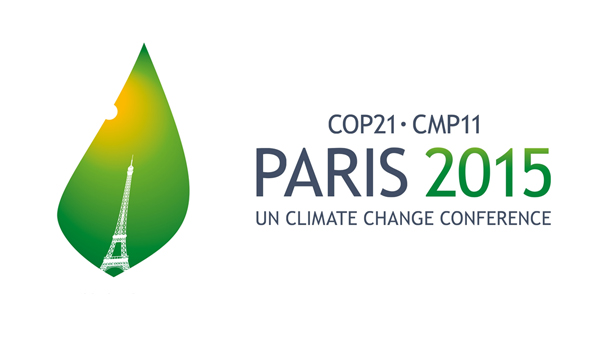 COP21 · CMP11
PARIS 2015
UN CLIMATE CHANGE CONFERENCE